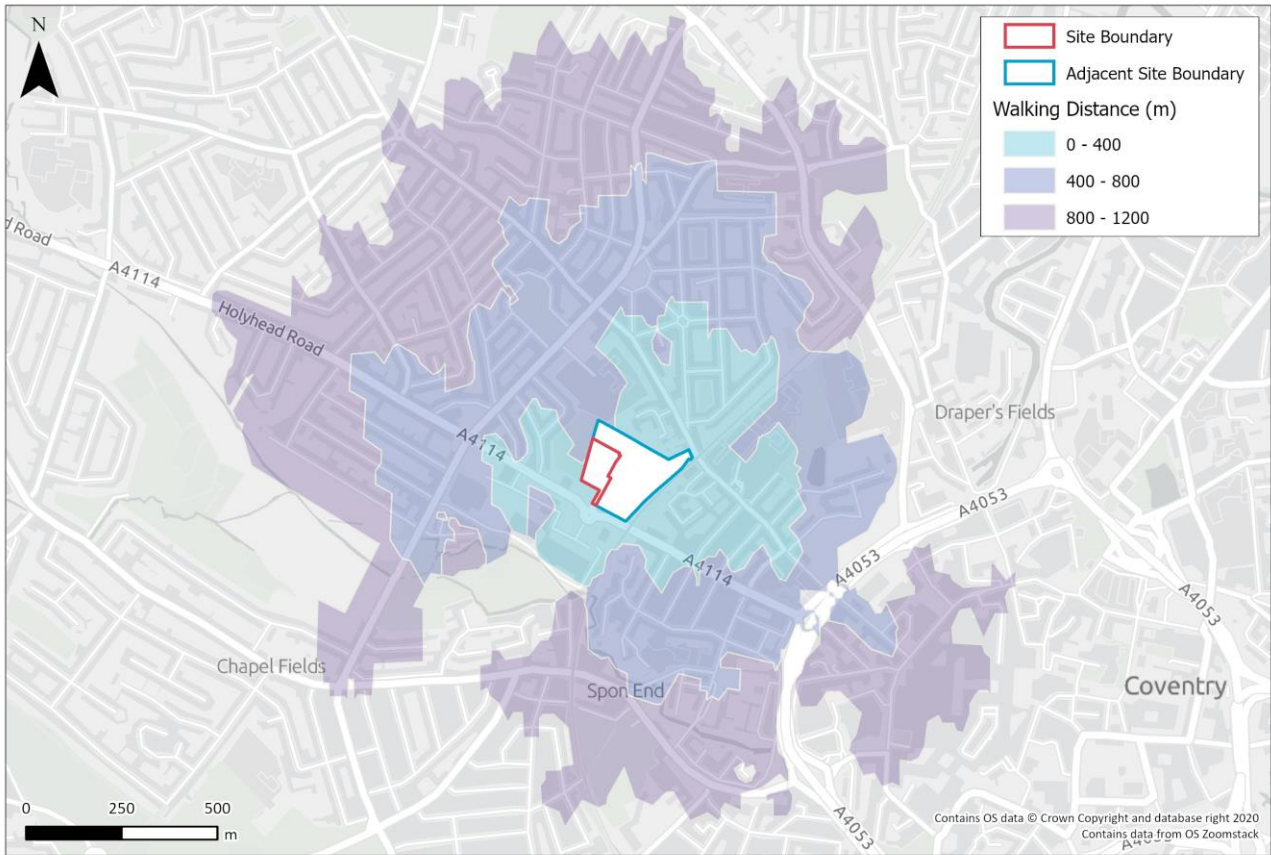 N
Site Boundary
Adjacent Site Boundary
Walking Distance (m)
0 - 400
400 - 800
800 - 1200
d Road
A4114
Holyhead Road
A4114
Draper's Fields
A4053
A4114
A4053
A4053
Chapel Fields
Spon End
Coventry
0
250
500
m
A4053
Contains OS data © Crown Copyright and database right 2020
Contains data from OS Zoomstack
A4053